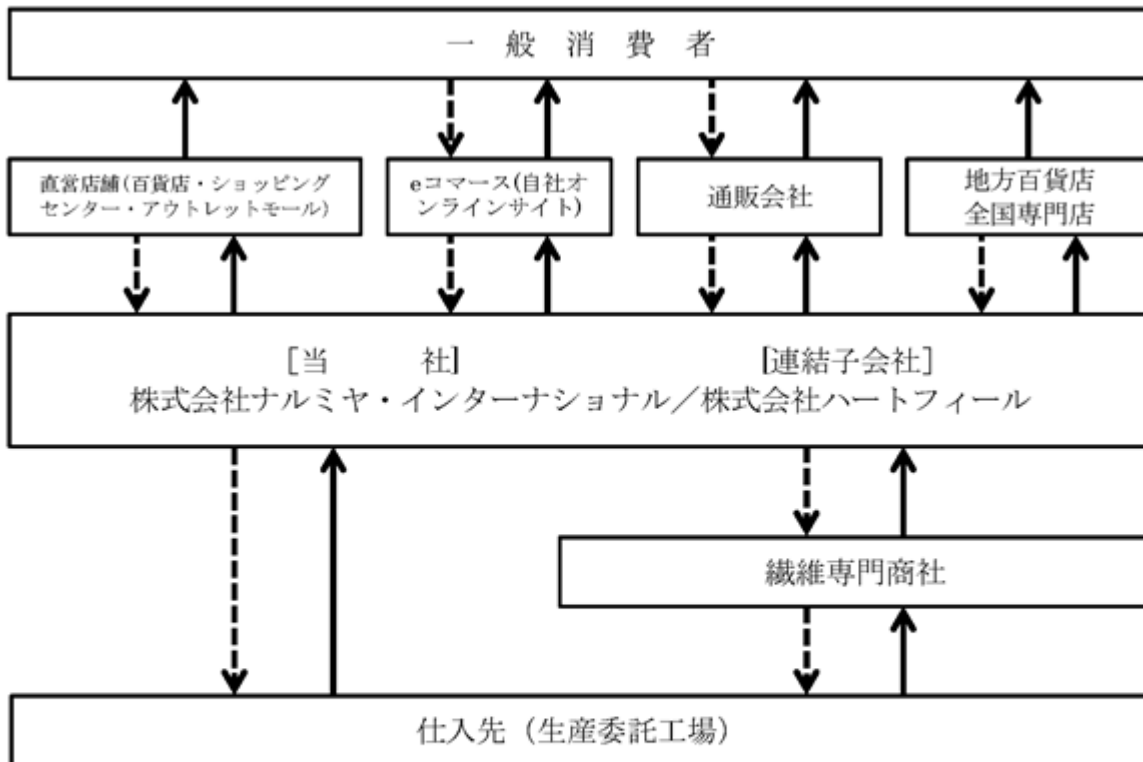 一 般 消 費 者
直営店舗(百貨店・ショッピング
センター・アウトレットモール)
eコマース(自社オ
ンラインサイト)
通販会社
地方百貨店
全国専門店
[当 社] [連結子会社]
株式会社ナルミヤ・インターナショナル／株式会社ハートフィール
繊維専門商社
仕入先（生産委託工場）